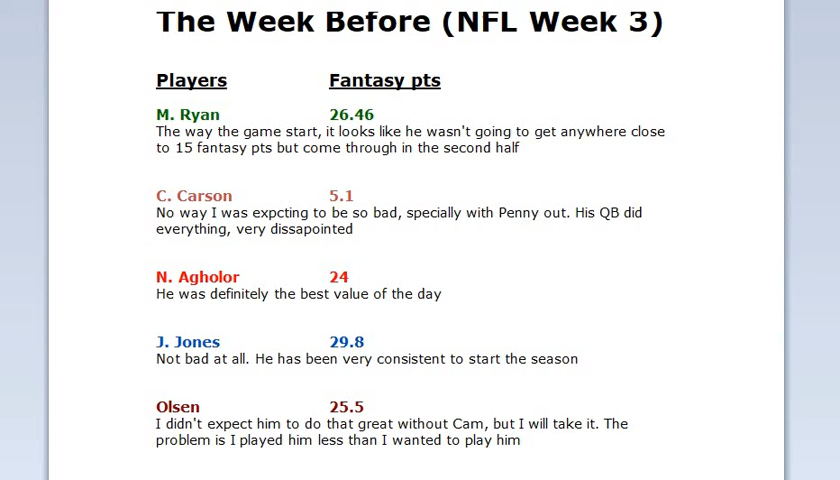 The Week Before (NFL Week 3)
Players Fantasy pts
M. Ryan 26.46
The way the game start, it looks like he wasn't going to get anywhere close
to 15 fantasy pts but come through in the second half
C. Carson 5.1
No way I was expcting to be so bad, specially with Penny out. His QB did
everything, very dissapointed
N. Agholor 24
He was definitely the best value of the day
J. Jones 29.8
Not bad at all. He has been very consistent to start the season
Olsen 25.5
I didn't expect him to do that great without Cam, but I will take it. The
problem is I played him less than I wanted to play him